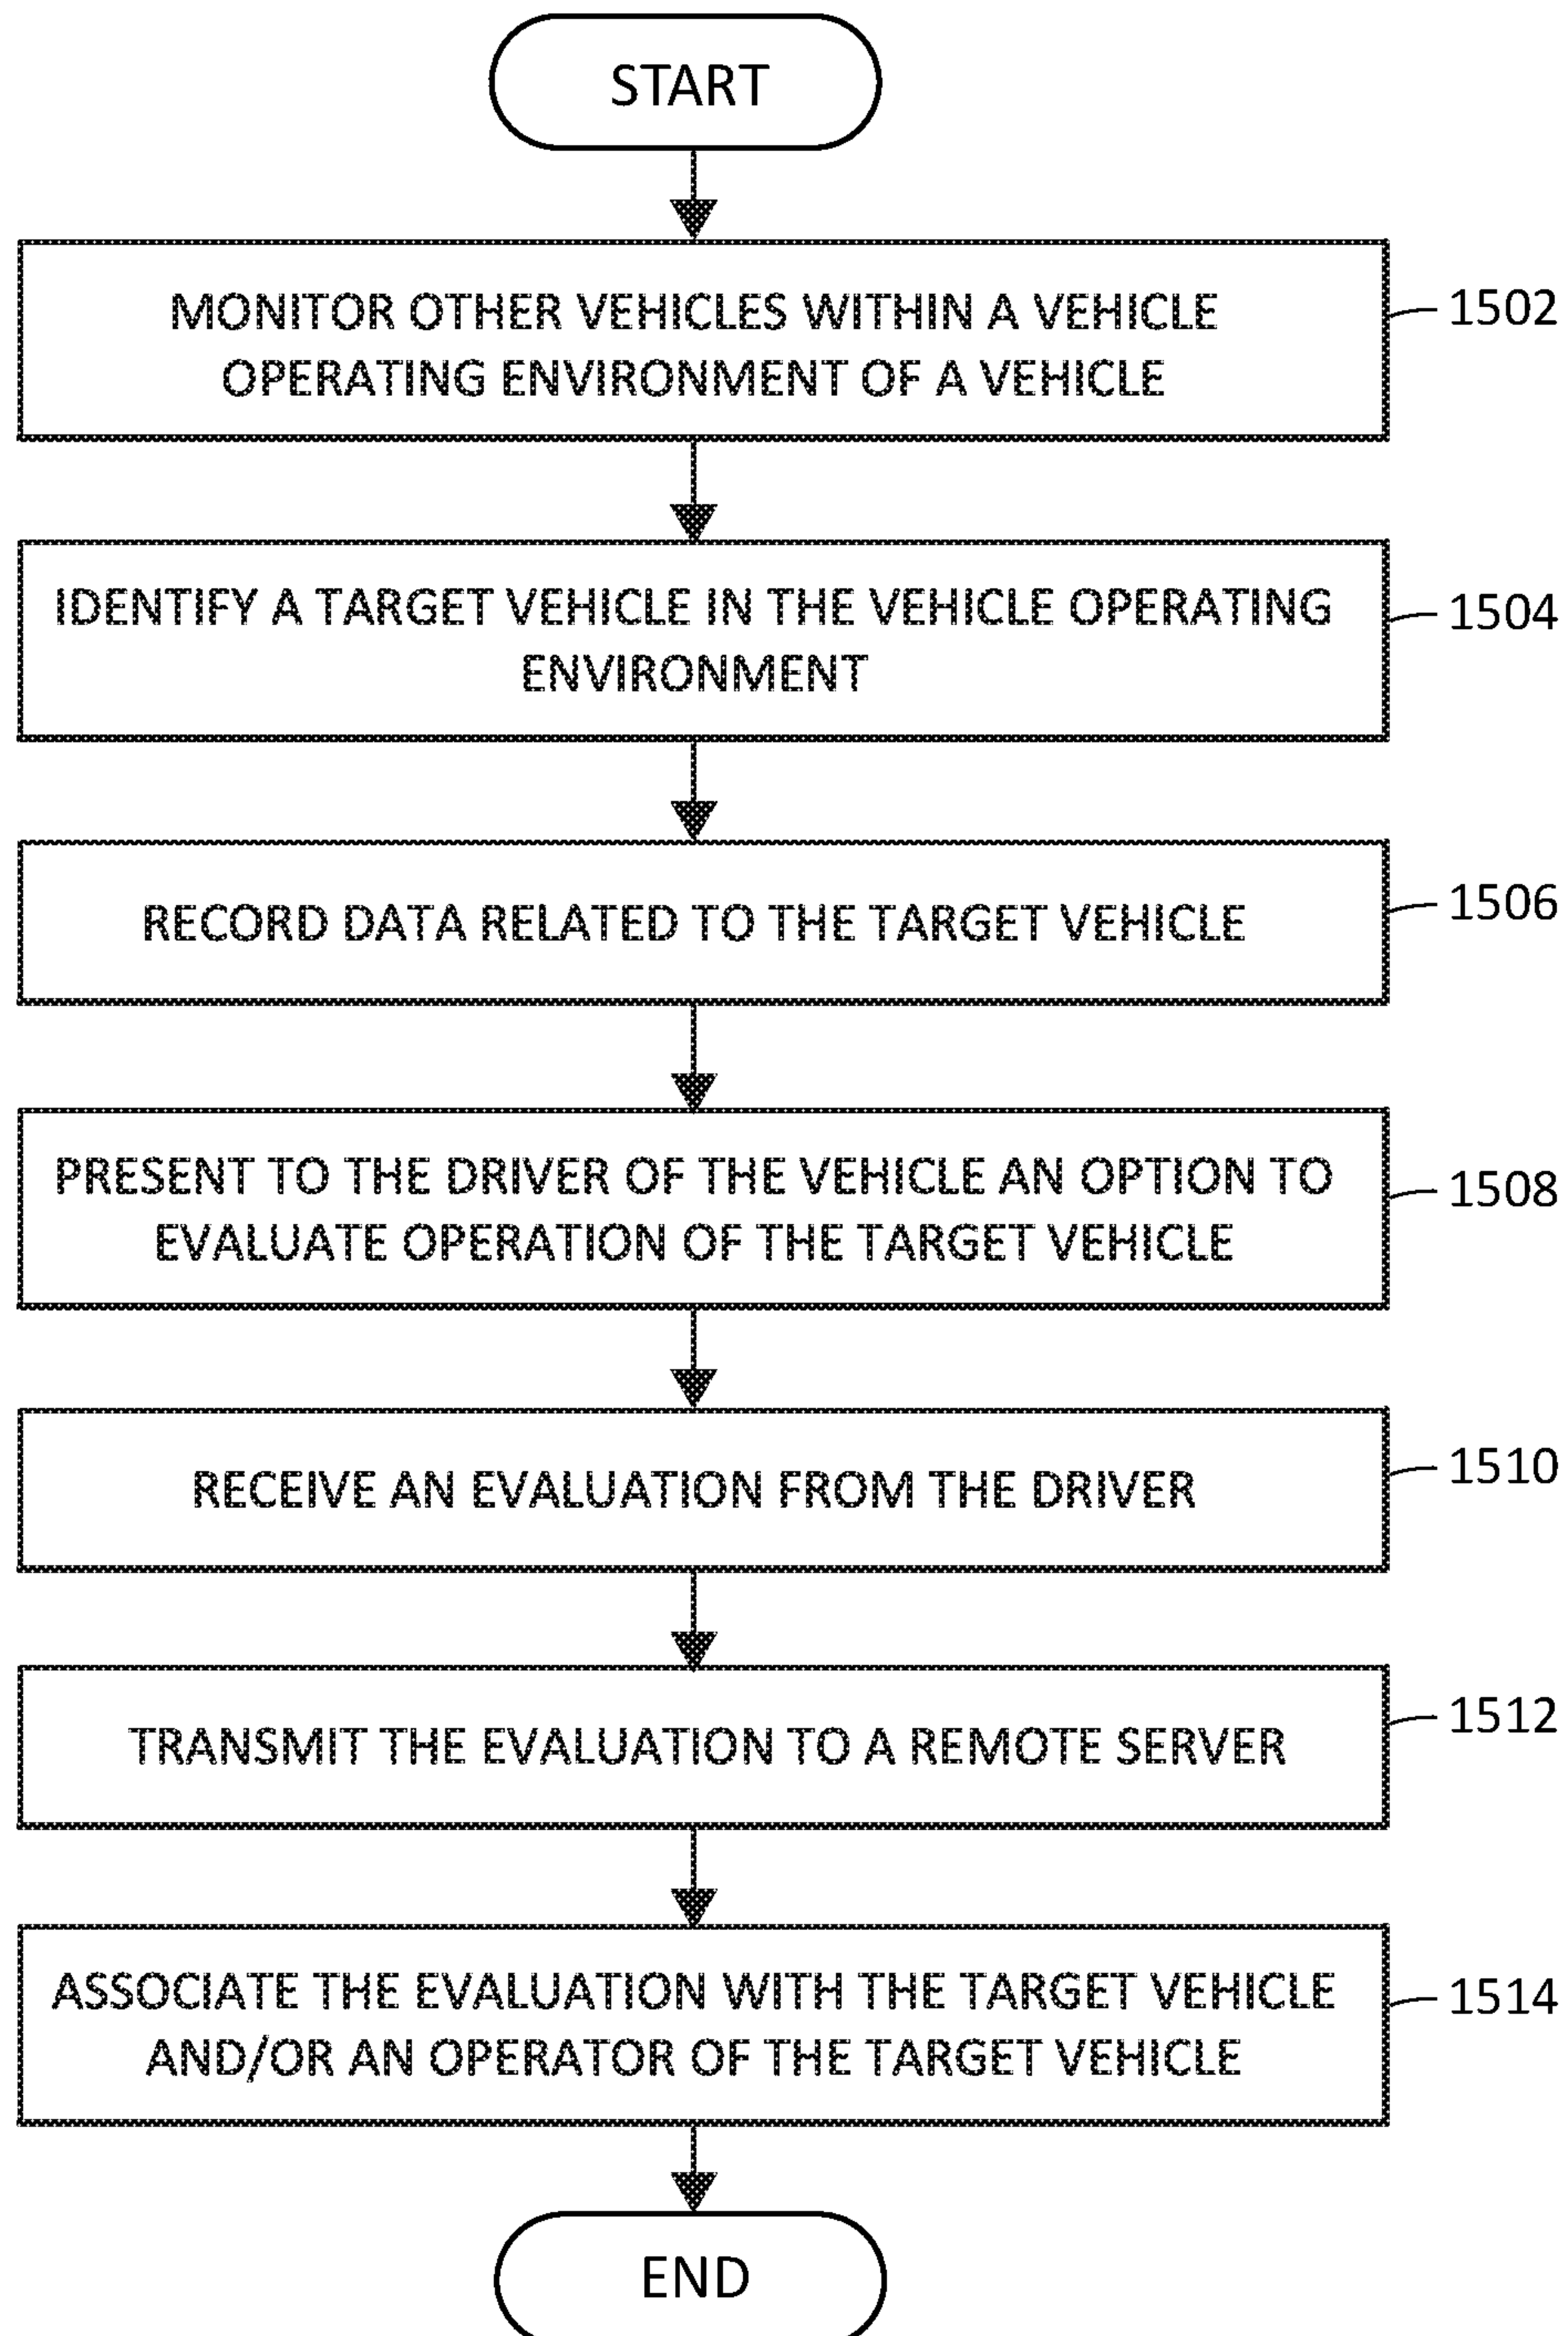 START
MONITOR OTHER VEHICLES WITHIN A VEHICLE
OPERATING ENVIRONMENT OF A VEHICLE
1502
IDENTIFY A TARGET VEHICLE IN THE VEHICLE OPERATING
ENVIRONMENT
1504
RECORD DATA RELATED TO THE TARGET VEHICLE
1506
PRESENT TO THE DRIVER OF THE VEHICLE AN OPTION TO
EVALUATE OPERATION OF THE TARGET VEHICLE
1508
RECEIVE AN EVALUATION FROM THE DRIVER
1510
TRANSMIT THE EVALUATION TO A REMOTE SERVER
1512
ASSOCIATE THE EVALUATION WITH THE TARGET VEHICLE
AND/OR AN OPERATOR OF THE TARGET VEHICLE
1514
END